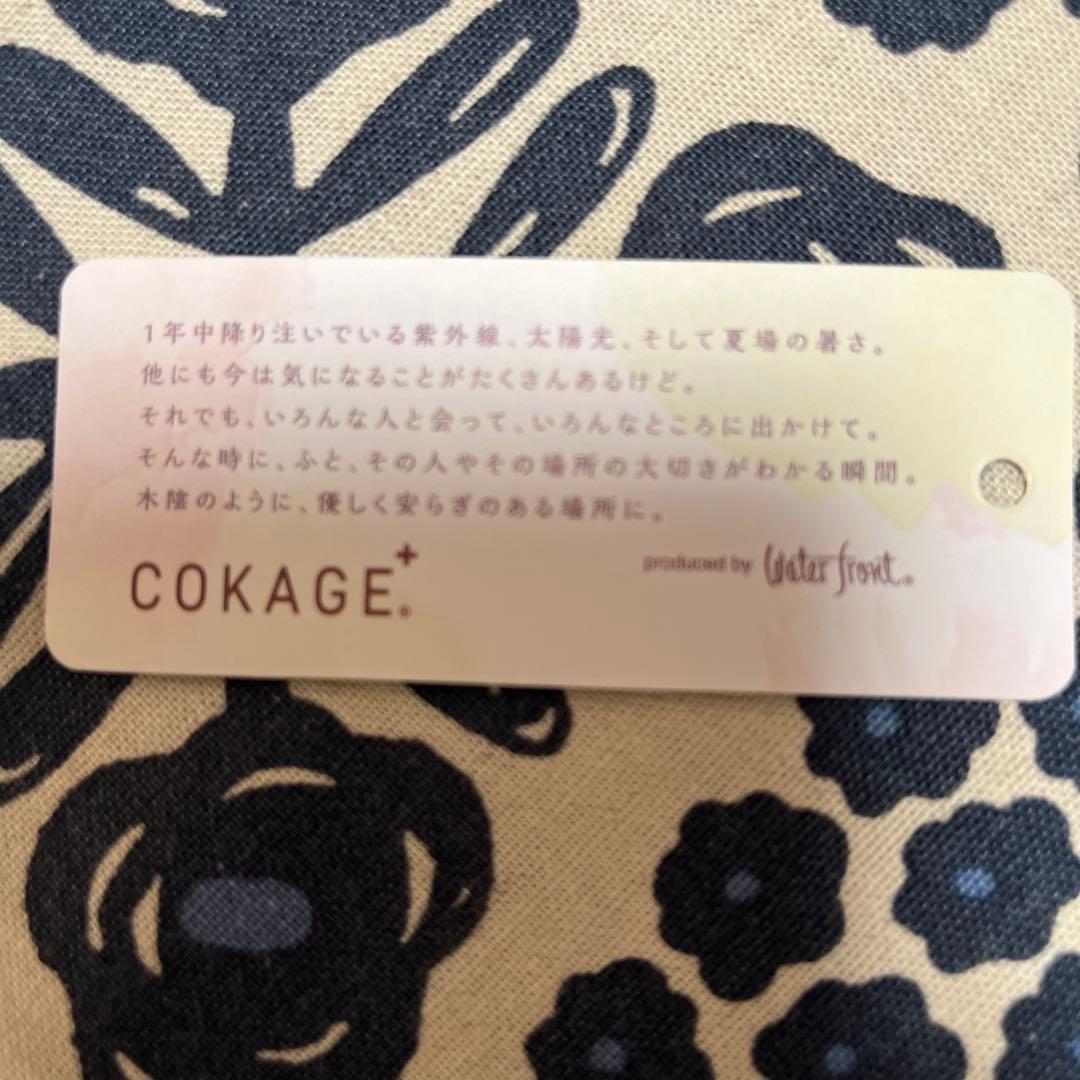 1年中降り注いでいる紫外線、太陽光、そして夏場の暑さ。
他にも今は気になることがたくさんあるけど。
それでも、いろんな人と会って、いろんなところに出かけて。
そんな時に、ふと、その人やその場所の大切さがわかる瞬間。
木陰のように、優しく安らぎのある場所に。
COKAGE+®
produced by Waterfront®